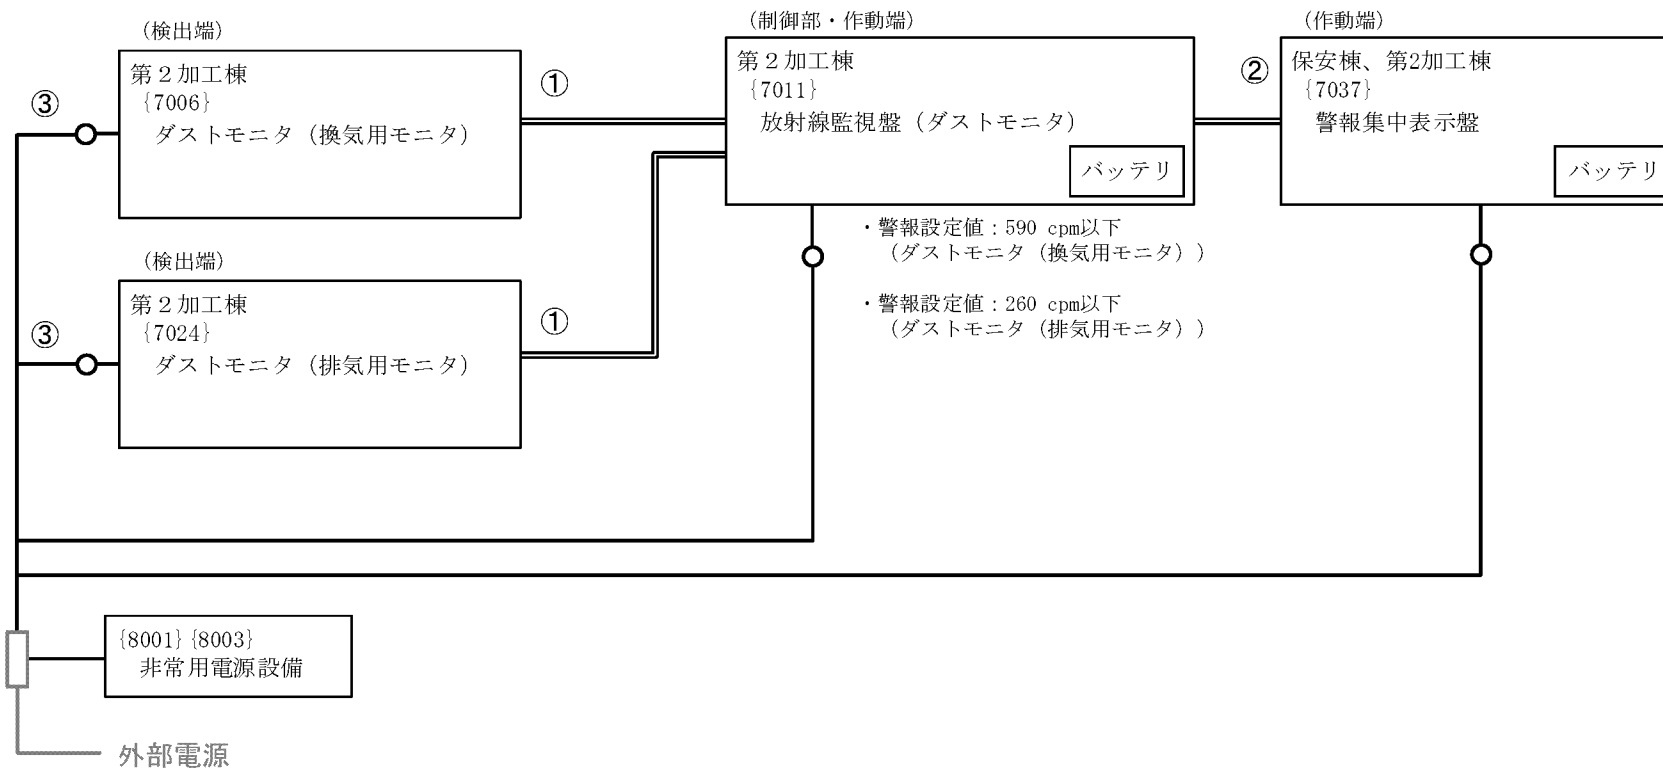 (検出端)
第２加工棟
{7006}
ダストモニタ（換気用モニタ）
③
①
(制御部・作動端)
第２加工棟
{7011}
放射線監視盤（ダストモニタ）
バッテリ
②
(作動端)
保安棟、第2加工棟
{7037}
警報集中表示盤
バッテリ
・警報設定値：590 cpm以下
（ダストモニタ（換気用モニタ））
・警報設定値：260 cpm以下
（ダストモニタ（排気用モニタ））
(検出端)
第２加工棟
{7024}
ダストモニタ（排気用モニタ）
③
①
{8001} {8003}
非常用電源設備
外部電源